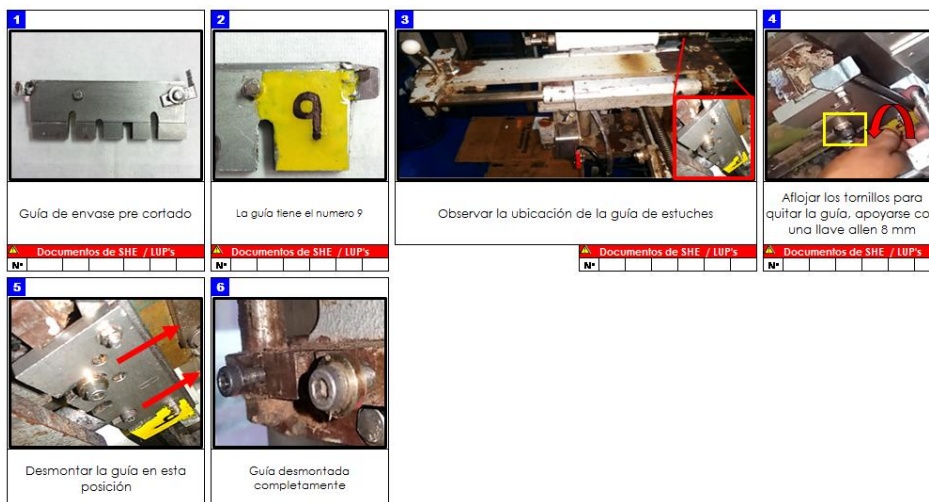 1
2
3
4
9
Guía de envase pre cortado
La guía tiene el numero 9
Observar la ubicación de la guía de estuches
Aflojar los tornillos para
quitar la guía, apoyarse
una llave allen 8 mm
Documentos de SHE / LUP's
Documentos de SHE / LUP's
Documentos de SHE / LUP's
Documentos de SHE / LUP's
N°
N°
N°
N°
5
6
Desmontar la guía en esta
posición
Guía desmontada
completamente